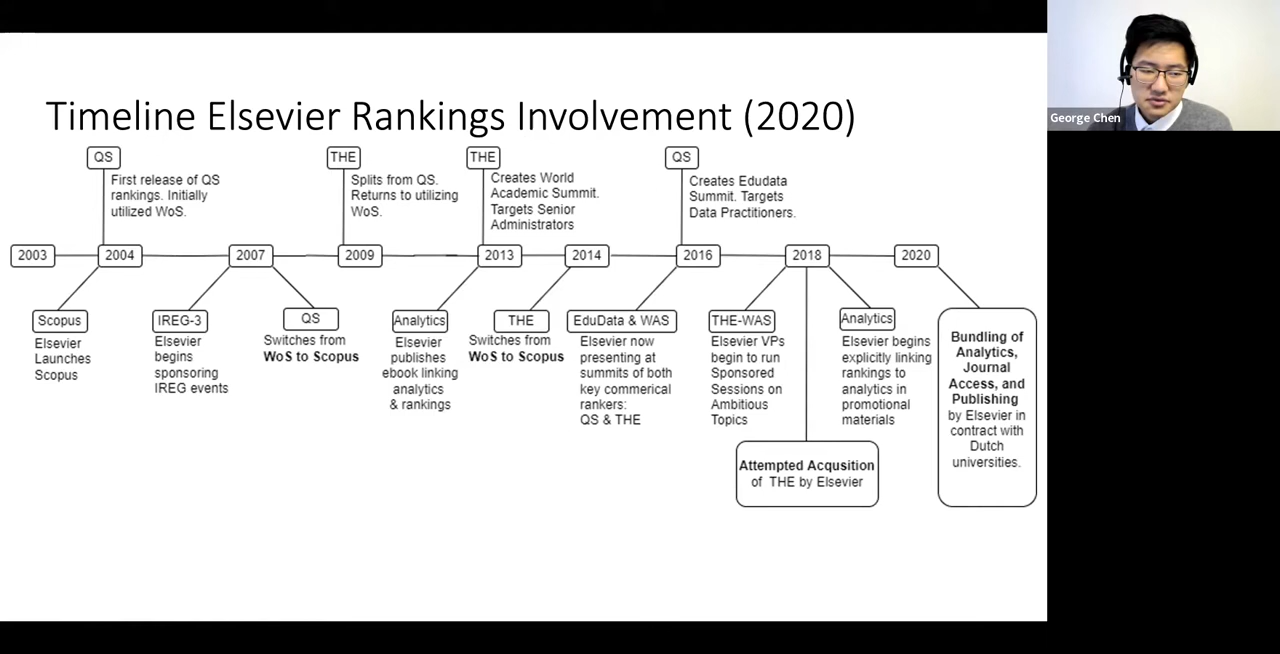 Timeline Elsevier Rankings Involvement (2020)
George Chen
QS
First release of QS
rankings. Initially
utilized WoS.
THE
Splits from QS.
Returns to utilizing
WoS.
THE
Creates World
Academic Summit.
Targets Senior
Administrators
QS
Creates Edudata
Summit. Targets
Data Practitioners.
2003
2004
2007
2009
2013
2014
2016
2018
2020
Scopus
Elsevier
Launches
Scopus
IREG-3
Elsevier
begins
sponsoring
IREG events
QS
Switches from
WoS to Scopus
Analytics
Elsevier
publishes
ebook linking
analytics
& rankings
THE
Switches from
WoS to Scopus
EduData & WAS
Elsevier now
presenting at
summits of both
key commerical
rankers:
QS & THE
THE-WAS
Elsevier VPs
begin to run
Sponsored
Sessions on
Ambitious
Topics
Attempted Acqusition
of THE by Elsevier
Analytics
Elsevier begins
explicitly linking
rankings to
analytics in
promotional
materials
Bundling of
Analytics,
Journal
Access, and
Publishing
by Elsevier in
contract with
Dutch
universities.